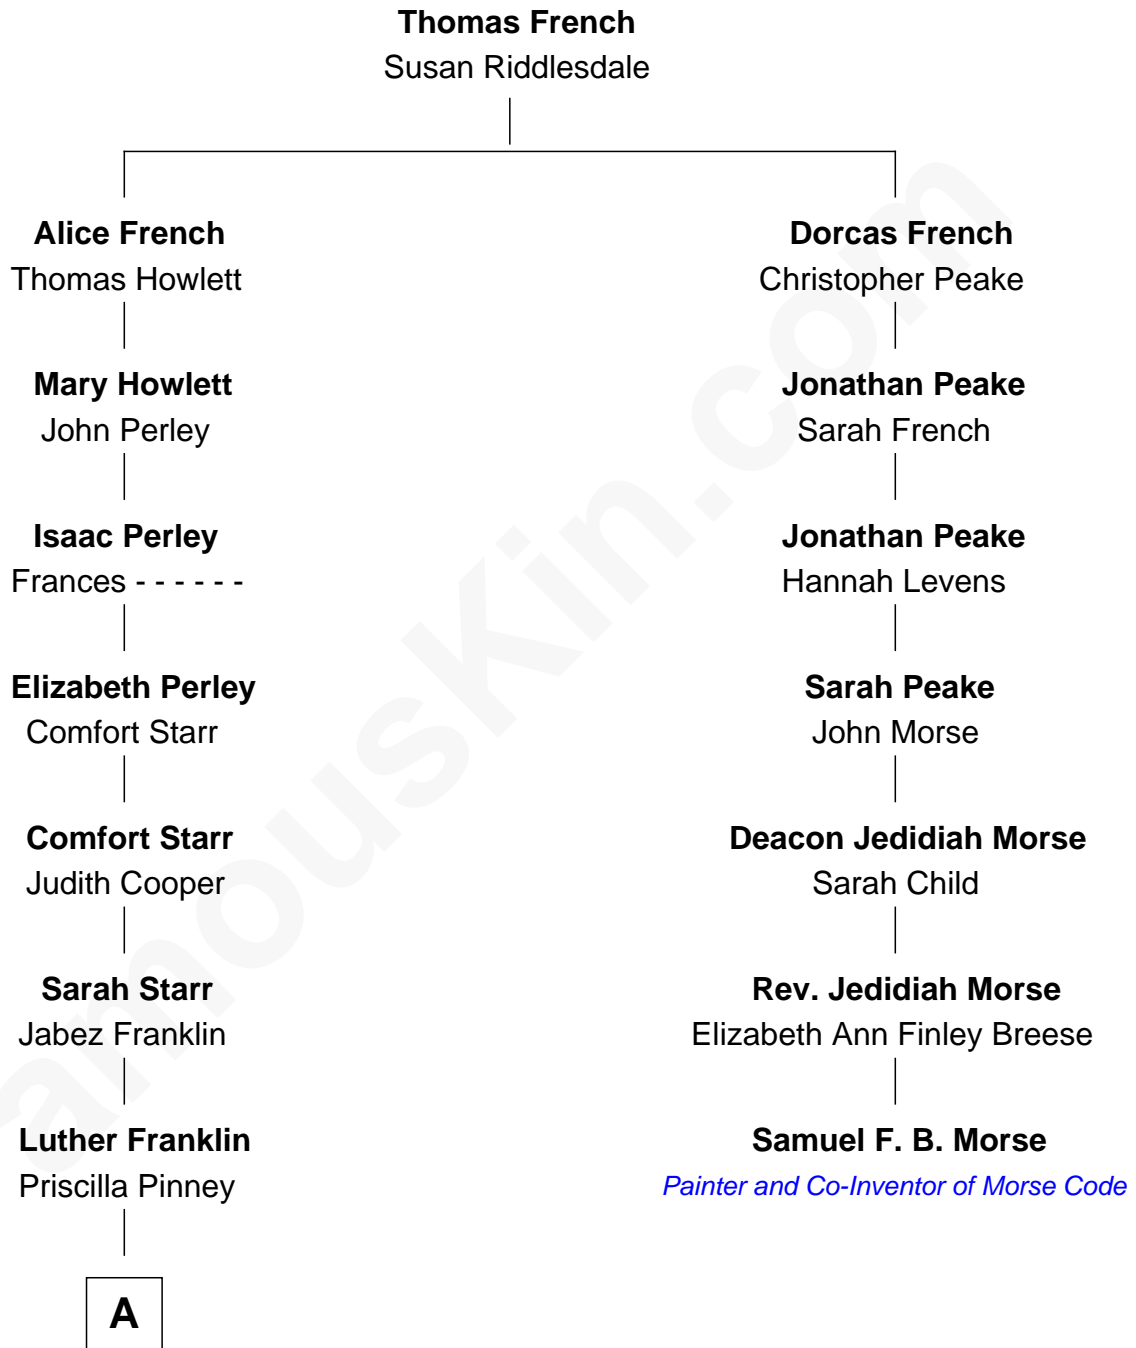 Thomas French
Susan Riddlesdale
Alice French
Thomas Howlett
Mary Howlett
John Perley
Isaac Perley
Frances - - - - - -
Elizabeth Perley
Comfort Starr
Comfort Starr
Judith Cooper
Sarah Starr
Jabez Franklin
Luther Franklin
Priscilla Pinney
A
Dorcas French
Christopher Peake
Jonathan Peake
Sarah French
Jonathan Peake
Hannah Levens
Sarah Peake
John Morse
Deacon Jedidiah Morse
Sarah Child
Rev. Jedidiah Morse
Elizabeth Ann Finley Breese
Samuel F. B. Morse
Painter and Co-Inventor of Morse Code
amousKin.com